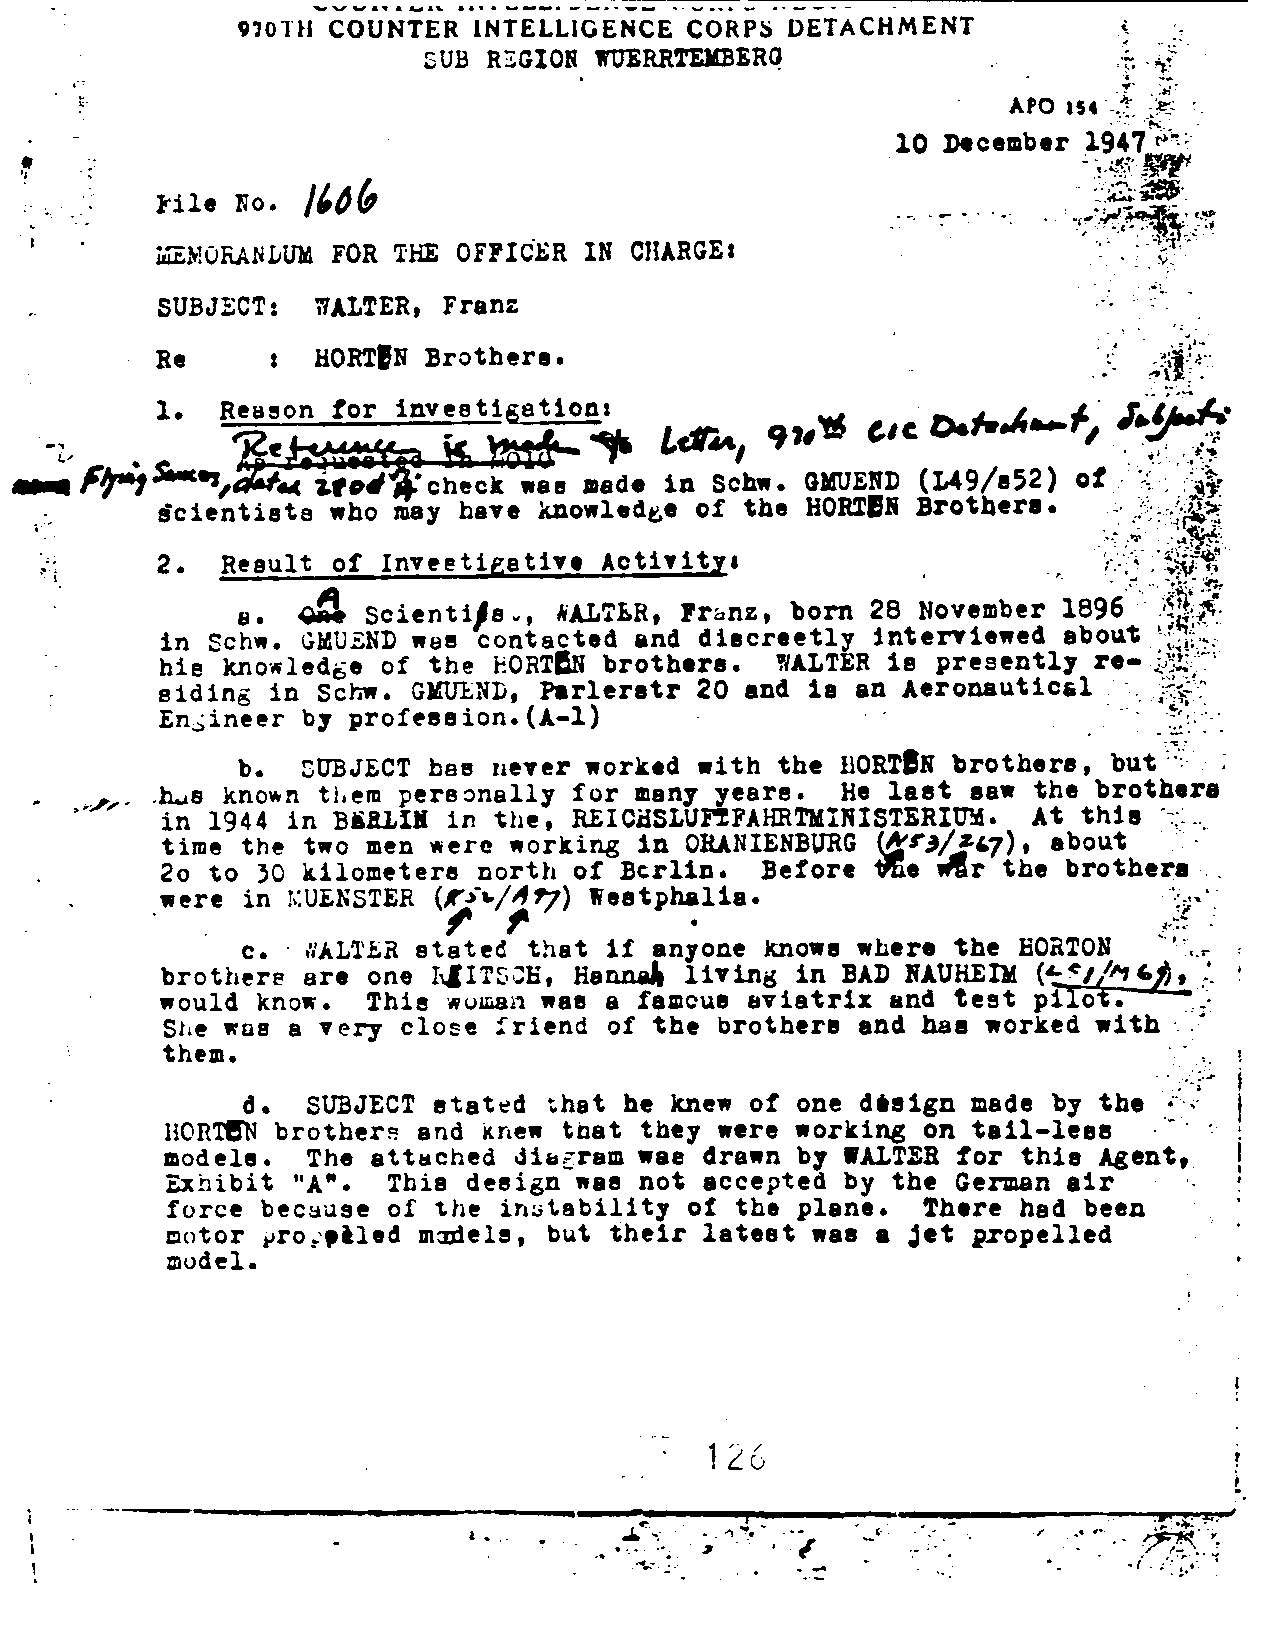 970TH COUNTER INTELLIGENCE CORPS DETACHMENT
SUB REGION WUERRTEMBERG
APO 154
10 December 1947
File No. 1606
MEMORANDUM FOR THE OFFICER IN CHARGE:
SUBJECT: WALTER, Franz
Re : HORTEN Brothers.
1. Reason for investigation:
Reference is made to Letter, 970th CIC Detachment, Subject:
Flying Saucer, dated A check was made in Schw. GMUEND (L49/s52) of
scientists who may have knowledge of the HORTEN Brothers.
2. Result of Investigative Activity:
a. A Scientis., WALTER, Franz, born 28 November 1896
in Schw. GMUEND was contacted and discreetly interviewed about
his knowledge of the HORTEN brothers. WALTER is presently re-
siding in Schw. GMUEND, Parlerstr 20 and is an Aeronautical
Engineer by profession.(A-1)
b. SUBJECT has never worked with the HORTEN brothers, but
has known them personally for many years. He last saw the brothers
in 1944 in BERLIN in the, REICHSLUFTFAHRTMINISTERIUM. At this
time the two men were working in ORANIENBURG (N53/Z67), about
2o to 30 kilometers north of Berlin. Before the war the brothers
were in MUENSTER Westphalia.
c. WALTER stated that if anyone knows where the HORTON
brothers are one REITSCH, Hannah living in BAD NAUHEIM (L51/M69),
would know. This woman was a famous aviatrix and test pilot.
She was a very close friend of the brothers and has worked with
them.
d. SUBJECT stated that he knew of one design made by the
HORTEN brothers and knew that they were working on tail-less
models. The attached diagram was drawn by WALTER for this Agent,
Exhibit "A". This design was not accepted by the German air
force because of the instability of the plane. There had been
motor propelled models, but their latest was a jet propelled
model.
126